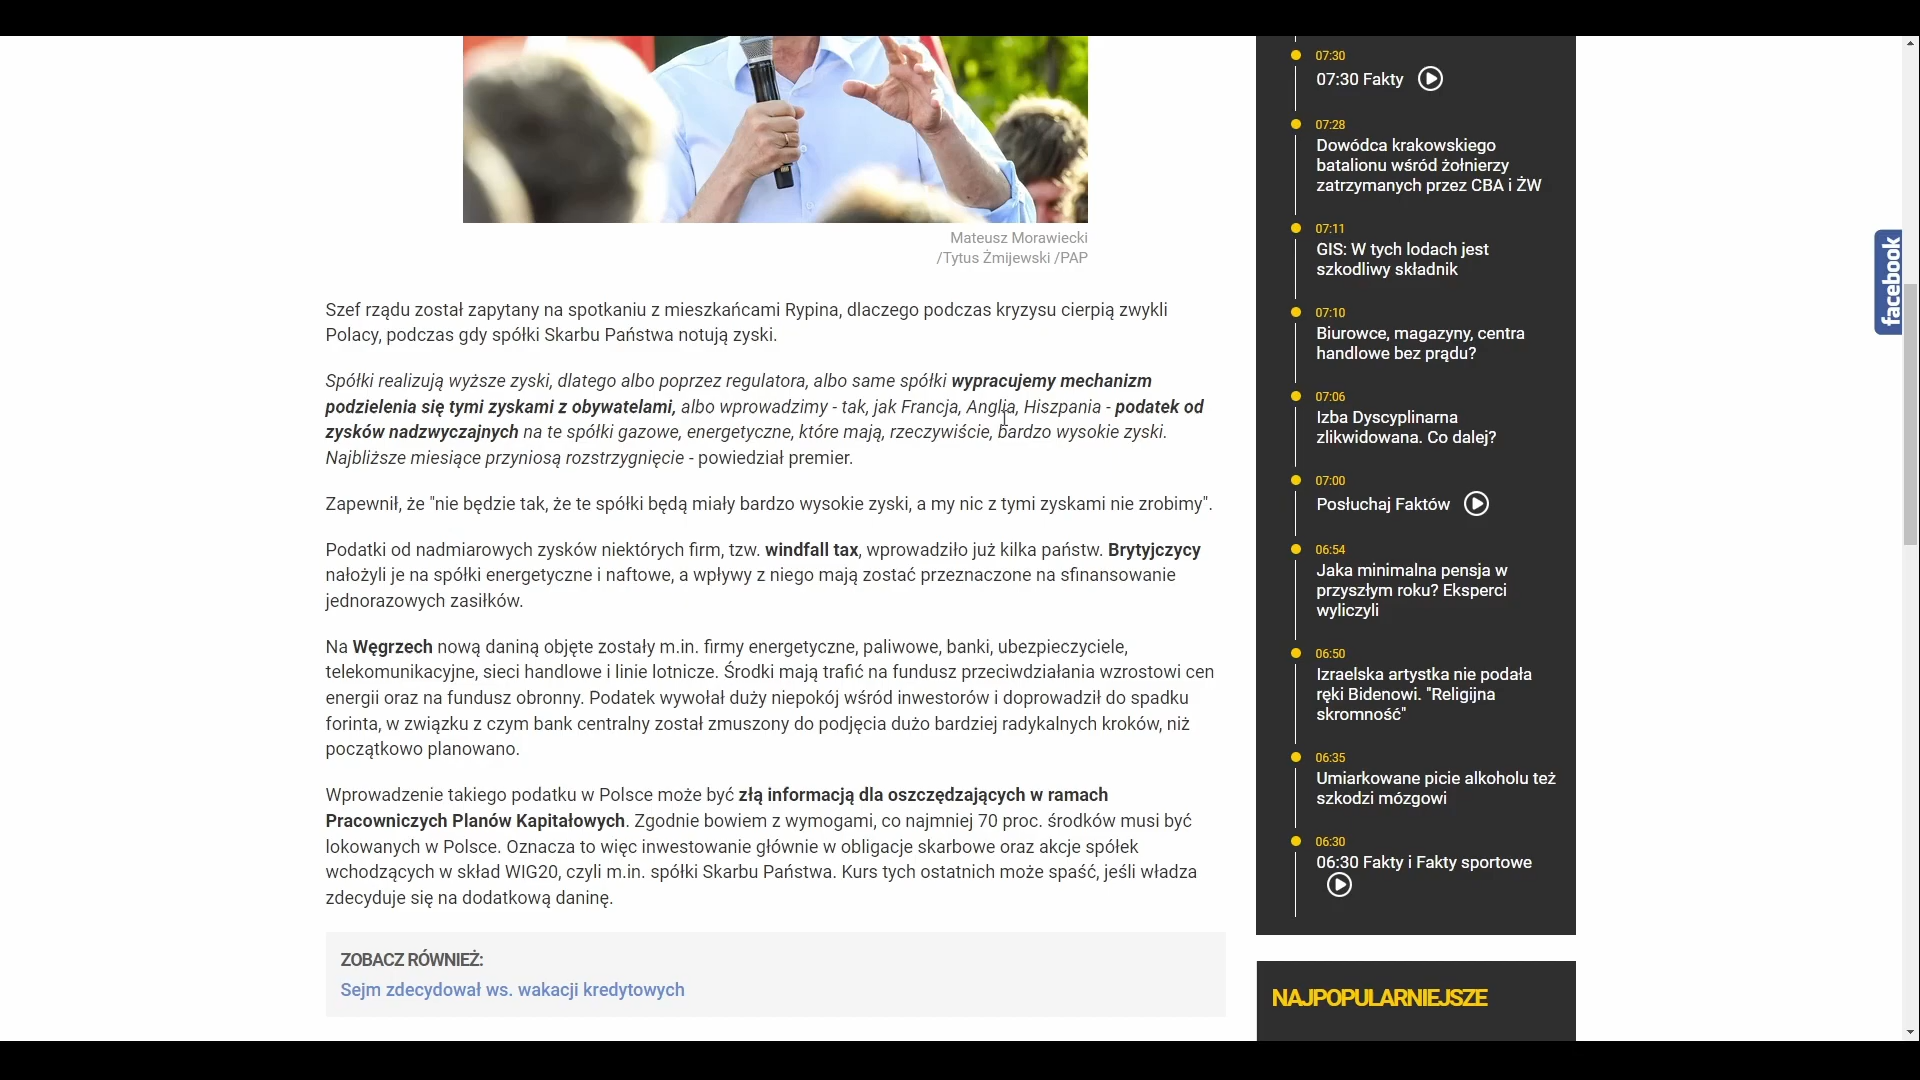 Mateusz Morawiecki
/Tytus Żmijewski /PAP
Szef rządu został zapytany na spotkaniu z mieszkańcami Rypina, dlaczego podczas kryzysu cierpią zwykli
Polacy, podczas gdy spółki Skarbu Państwa notują zyski.
Spółki realizują wyższe zyski, dlatego albo poprzez regulatora, albo same spółki wypracujemy mechanizm
podzielenia się tymi zyskami z obywatelami, albo wprowadzimy - tak, jak Francja, Anglia, Hiszpania - podatek od
zysków nadzwyczajnych na te spółki gazowe, energetyczne, które mają, rzeczywiście, bardzo wysokie zyski.
Najbliższe miesiące przyniosą rozstrzygnięcie - powiedział premier.
Zapewnił, że "nie będzie tak, że te spółki będą miały bardzo wysokie zyski, a my nic z tymi zyskami nie zrobimy".
Podatki od nadmiarowych zysków niektórych firm, tzw. windfall tax, wprowadziło już kilka państw. Brytyjczycy
nałożyli je na spółki energetyczne i naftowe, a wpływy z niego mają zostać przeznaczone na sfinansowanie
jednorazowych zasiłków.
Na Węgrzech nową daniną objęte zostały m.in. firmy energetyczne, paliwowe, banki, ubezpieczyciele,
telekomunikacyjne, sieci handlowe i linie lotnicze. Środki mają trafić na fundusz przeciwdziałania wzrostowi cen
energii oraz na fundusz obronny. Podatek wywołał duży niepokój wśród inwestorów i doprowadził do spadku
forinta, w związku z czym bank centralny został zmuszony do podjęcia dużo bardziej radykalnych kroków, niż
początkowo planowano.
Wprowadzenie takiego podatku w Polsce może być złą informacją dla oszczędzających w ramach
Pracowniczych Planów Kapitałowych. Zgodnie bowiem z wymogami, co najmniej 70 proc. środków musi być
lokowanych w Polsce. Oznacza to więc inwestowanie głównie w obligacje skarbowe oraz akcje spółek
wchodzących w skład WIG20, czyli m.in. spółki Skarbu Państwa. Kurs tych ostatnich może spaść, jeśli władza
zdecyduje się na dodatkową daninę.
ZOBACZ RÓWNIEŻ:
Sejm zdecydował ws. wakacji kredytowych
07:30
07:30 Fakty
07:28
Dowódca krakowskiego
batalionu wśród żołnierzy
zatrzymanych przez CBA i ŻW
07:11
GIS: W tych lodach jest
szkodliwy składnik
07:10
Biurowce, magazyny, centra
handlowe bez prądu?
07:06
Izba Dyscyplinarna
zlikwidowana. Co dalej?
07:00
Posłuchaj Faktów
06:54
Jaka minimalna pensja w
przyszłym roku? Eksperci
wyliczyli
06:50
Izraelska artystka nie podała
ręki Bidenowi. "Religijna
skromność"
06:35
Umiarkowane picie alkoholu też
szkodzi mózgowi
06:30
06:30 Fakty i Fakty sportowe
NAJPOPULARNIEJSZE
facebook